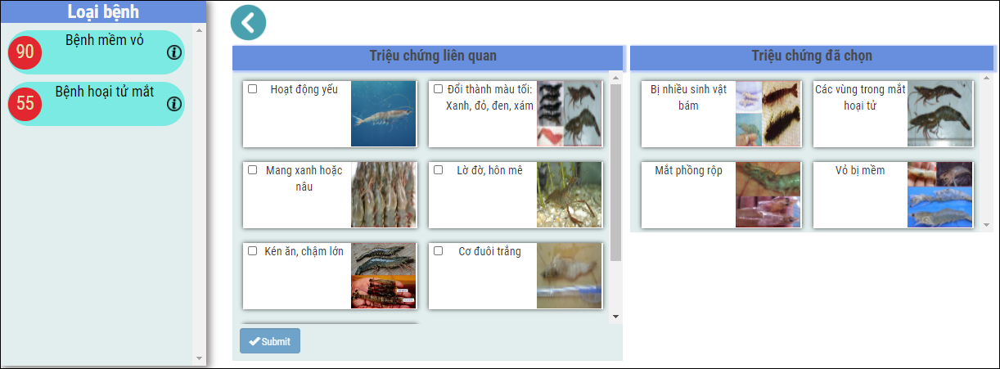 Loại bệnh
90
Bệnh mềm vỏ
55
Bệnh hoại tử mắt
Triệu chứng liên quan
Hoạt động yếu
Đổi thành màu tối:
Xanh, đỏ, đen, xám
Mang xanh hoặc
nâu
Lờ đờ, hôn mê
Kén ăn, chậm lớn
Cơ đuôi trắng
Submit
Triệu chứng đã chọn
Bị nhiều sinh vật
bám
Các vùng trong mắt
hoại tử
Mắt phồng rộp
Vỏ bị mềm